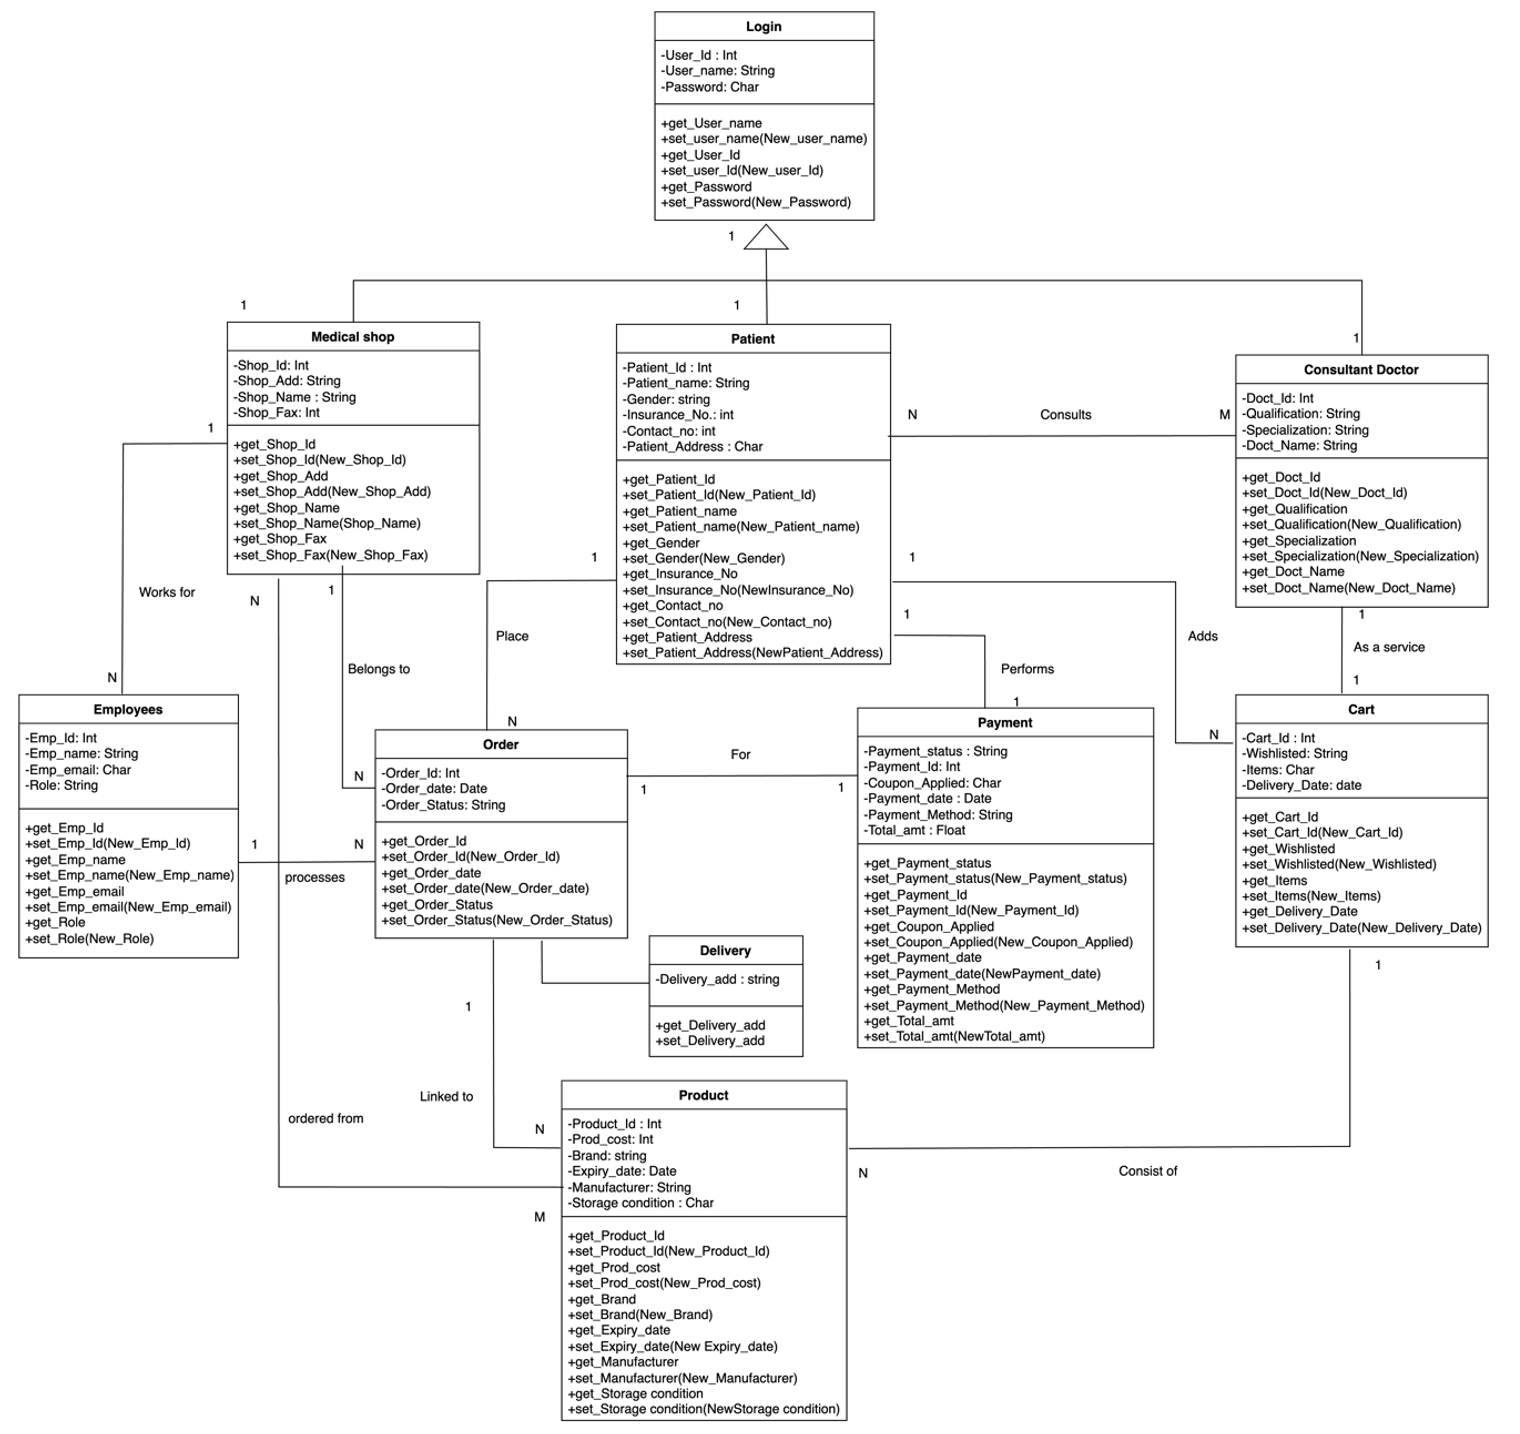 Login
-User_Id : Int
-User_name: String
-Password: Char
+get_User_name
+set_user_name(New_user_name)
+get_User_Id
+set_user_Id(New_user_Id)
+get_Password
+set_Password(New_Password)
1
1
1
1
Medical shop
-Shop_Id: Int
-Shop_Add: String
-Shop_Name : String
-Shop_Fax: Int
+get_Shop_Id
+set_Shop_Id(New_Shop_Id)
+get_Shop_Add
+set_Shop_Add(New_Shop_Add)
+get_Shop_Name
+set_Shop_Name(Shop_Name)
+get_Shop_Fax
+set_Shop_Fax(New_Shop_Fax)
Patient
-Patient_Id : Int
-Patient_name: String
-Gender: string
-Insurance_No.: int
-Contact_no: int
-Patient_Address : Char
+get_Patient_Id
+set_Patient_Id(New_Patient_Id)
+get_Patient_name
+set_Patient_name(New_Patient_name)
+get_Gender
+set_Gender(New_Gender)
+get_Insurance_No
+set_Insurance_No(NewInsurance_No)
+get_Contact_no
+set_Contact_no(New_Contact_no)
+get_Patient_Address
+set_Patient_Address(NewPatient_Address)
N
Consults
M
Consultant Doctor
-Doct_Id: Int
-Qualification: String
-Specialization: String
-Doct_Name: String
+get_Doct_Id
+set_Doct_Id(New_Doct_Id)
+get_Qualification
+set_Qualification(New_Qualification)
+get_Specialization
+set_Specialization(New_Specialization)
+get_Doct_Name
+set_Doct_Name(New_Doct_Name)
1
Works for
N
N
1
Belongs to
N
1
Place
N
1
Adds
N
1
Performs
1
1
As a service
1
Employees
-Emp_Id: Int
-Emp_name: String
-Emp_email: Char
-Role: String
+get_Emp_Id
+set_Emp_Id(New_Emp_Id)
+get_Emp_name
+set_Emp_name(New_Emp_name)
+get_Emp_email
+set_Emp_email(New_Emp_email)
+get_Role
+set_Role(New_Role)
1
N
processes
Order
-Order_Id: Int
-Order_date: Date
-Order_Status: String
+get_Order_Id
+set_Order_Id(New_Order_Id)
+get_Order_date
+set_Order_date(New_Order_date)
+get_Order_Status
+set_Order_Status(New_Order_Status)
For
1
1
Payment
-Payment_status : String
-Payment_Id: Int
-Coupon_Applied: Char
-Payment_date : Date
-Payment_Method: String
-Total_amt : Float
+get_Payment_status
+set_Payment_status(New_Payment_status)
+get_Payment_Id
+set_Payment_Id(New_Payment_Id)
+get_Coupon_Applied
+set_Coupon_Applied(New_Coupon_Applied)
+get_Payment_date
+set_Payment_date(NewPayment_date)
+get_Payment_Method
+set_Payment_Method(New_Payment_Method)
+get_Total_amt
+set_Total_amt(NewTotal_amt)
Cart
-Cart_Id : Int
-Wishlisted: String
-Items: Char
-Delivery_Date: date
+get_Cart_Id
+set_Cart_Id(New_Cart_Id)
+get_Wishlisted
+set_Wishlisted(New_Wishlisted)
+get_Items
+set_Items(New_Items)
+get_Delivery_Date
+set_Delivery_Date(New_Delivery_Date)
1
Delivery
-Delivery_add : string
+get_Delivery_add
+set_Delivery_add
1
Linked to
N
ordered from
M
Product
-Product_Id : Int
-Prod_cost: Int
-Brand: string
-Expiry_date: Date
-Manufacturer: String
-Storage condition : Char
+get_Product_Id
+set_Product_Id(New_Product_Id)
+get_Prod_cost
+set_Prod_cost(New_Prod_cost)
+get_Brand
+set_Brand(New_Brand)
+get_Expiry_date
+set_Expiry_date(New Expiry_date)
+get_Manufacturer
+set_Manufacturer(New_Manufacturer)
+get_Storage condition
+set_Storage condition(NewStorage condition)
N
Consist of